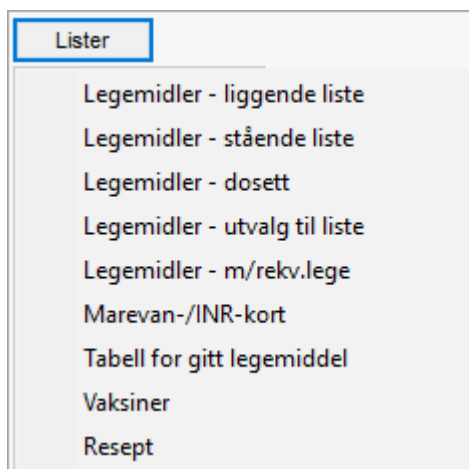 Lister
Legemidler - liggende liste
Legemidler - stående liste
Legemidler - dosett
Legemidler - utvalg til liste
Legemidler - m/rekv.lege
Marevan-/INR-kort
Tabell for gitt legemiddel
Vaksiner
Resept